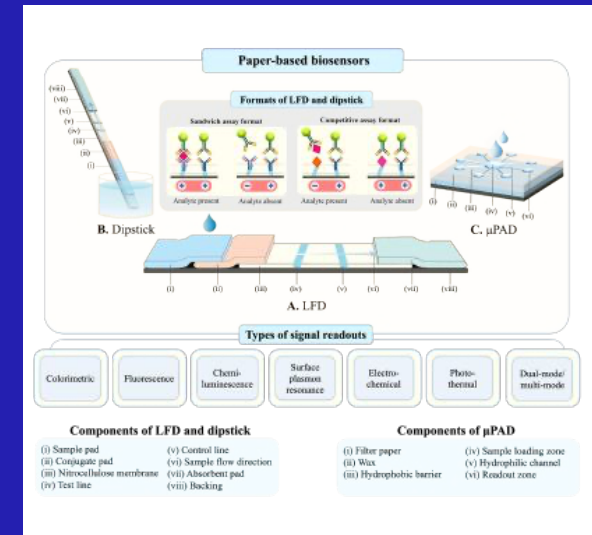 Paper-based biosensors
Formats of LFD and dipstick
Sandwich assay format
Competitive assay format
Analyte present
Analyte absent
Analyte present
Analyte absent
(viii)
(vii)
(vi)
(v)
(iv)
(iii)
(ii)
(i)
B. Dipstick
(i) (ii) (iii) (iv) (v) (vi)
C. μPAD
(i) (ii) (iii) (iv) (v) (vi) (vii) (viii)
A. LFD
Types of signal readouts
Colorimetric
Fluorescence
Chemi-
luminescence
Surface
plasmon
resonance
Electro-
chemical
Photo-
thermal
Dual-mode/
multi-mode
Components of LFD and dipstick
(i) Sample pad
(ii) Conjugate pad
(iii) Nitrocellulose membrane
(iv) Test line
(v) Control line
(vi) Sample flow direction
(vii) Absorbent pad
(viii) Backing
Components of μPAD
(i) Filter paper
(ii) Wax
(iii) Hydrophobic barrier
(iv) Sample loading zone
(v) Hydrophilic channel
(vi) Readout zone